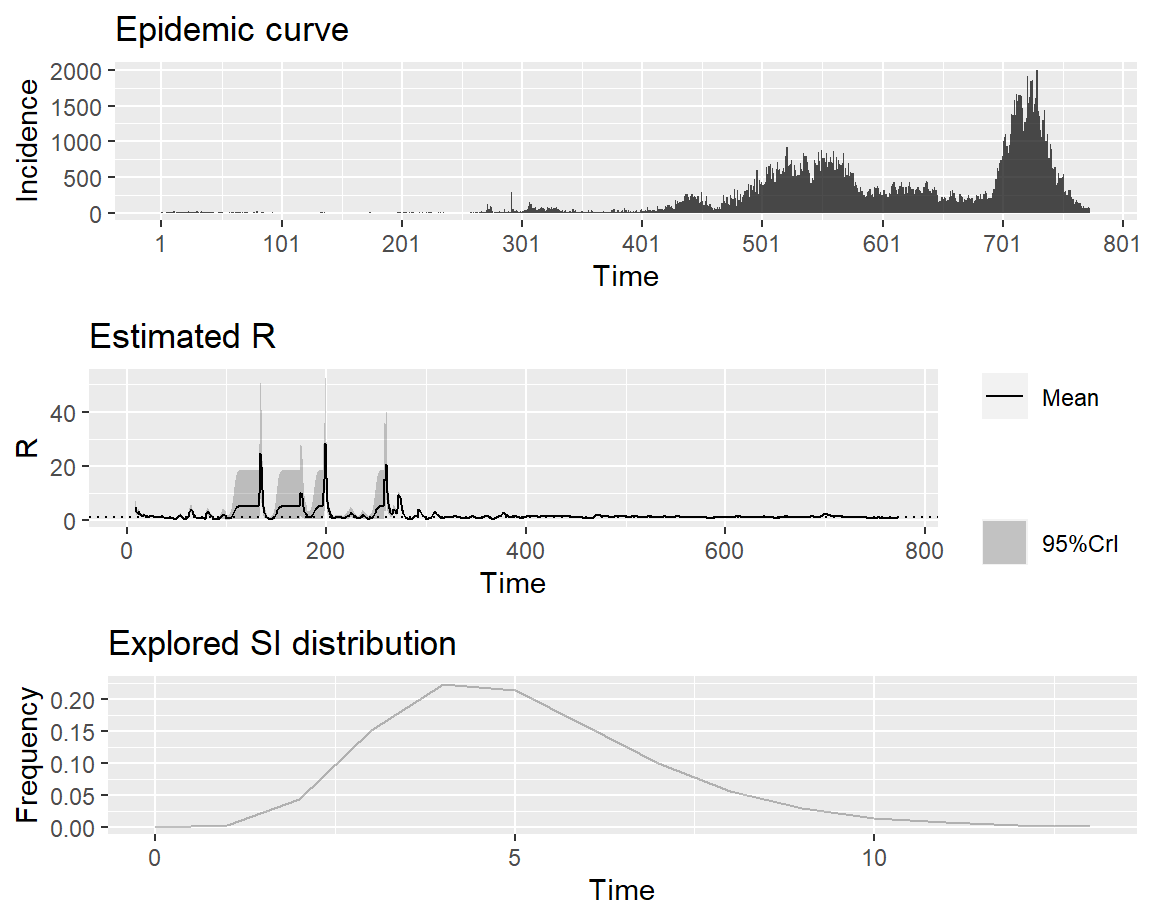 Epidemic curve
Incidence
2000
1500
1000
500
0
1 101 201 301 401 501 601 701 801
Time
Estimated R
R
40
20
0
0 200 400 600 800
Time
Mean
95%CrI
Explored SI distribution
Frequency
0.20
0.15
0.10
0.05
0.00
0 5 10
Time